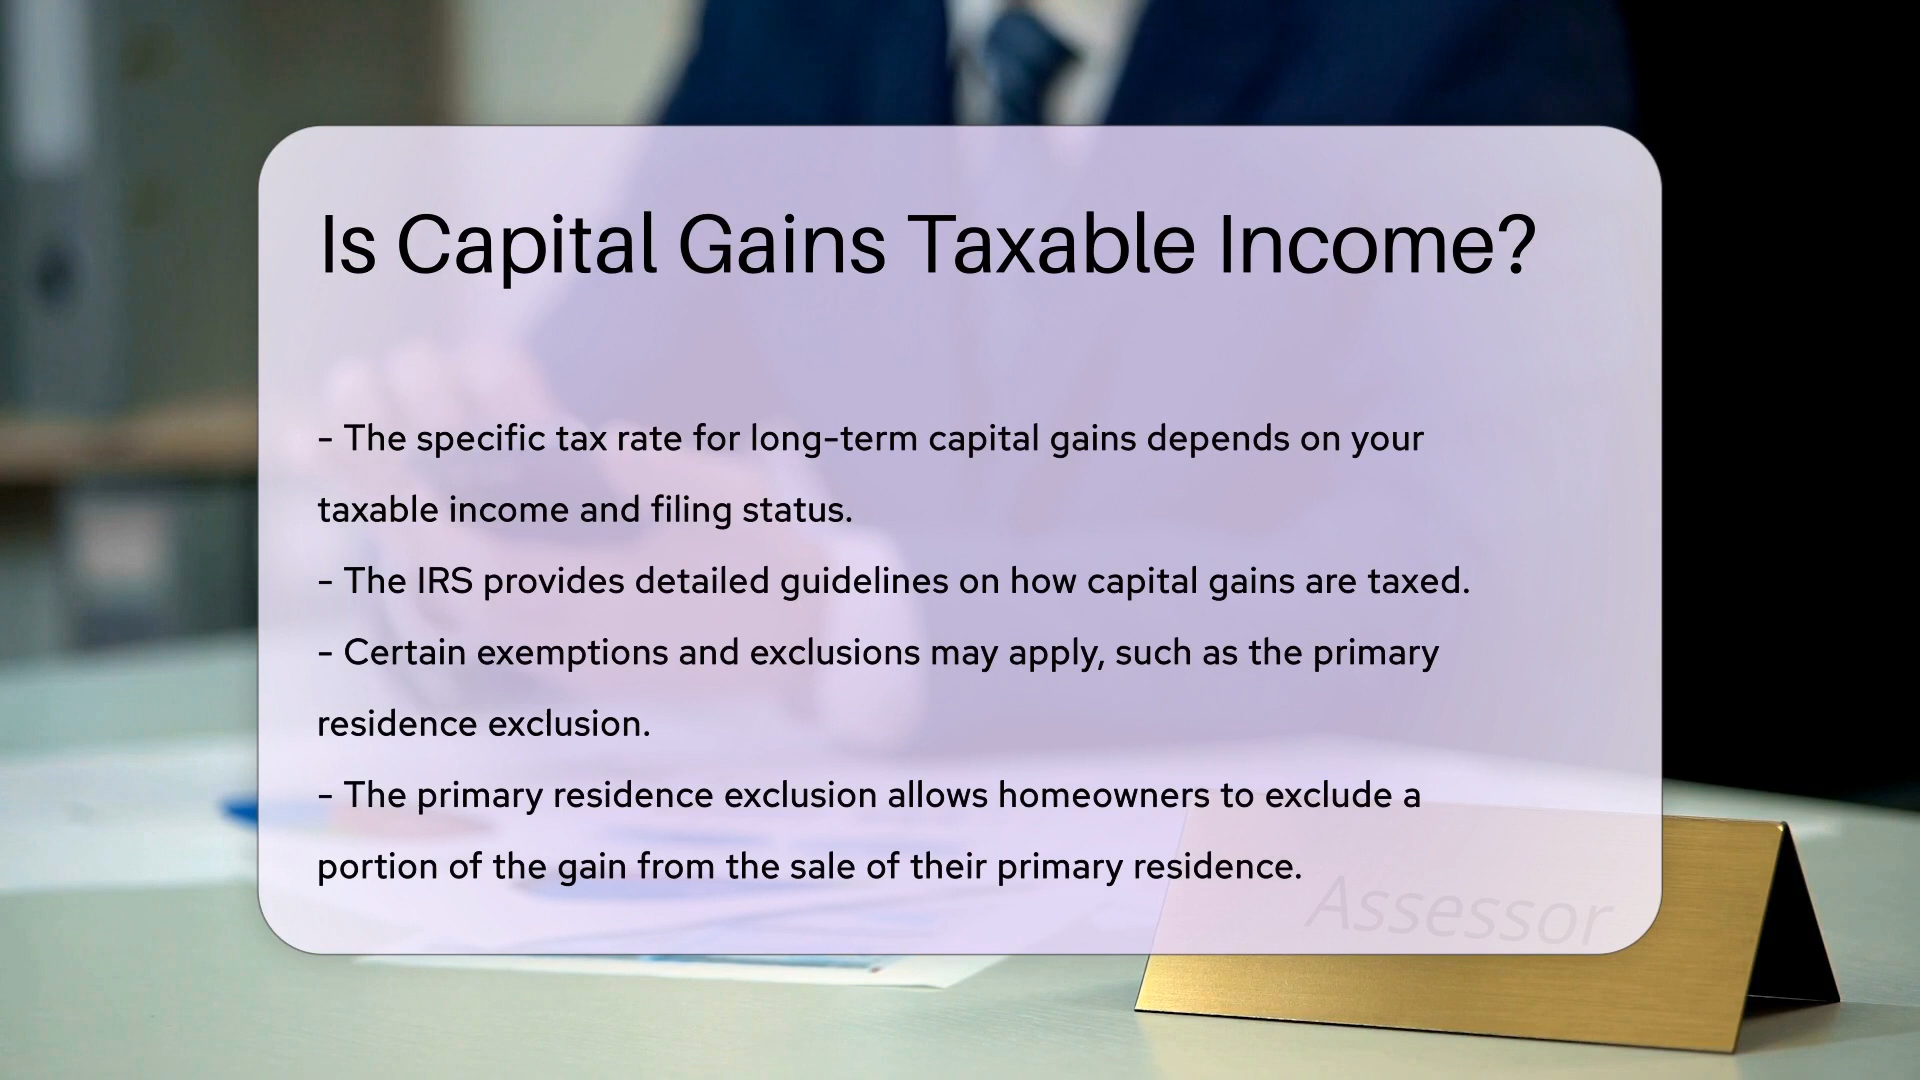 Is Capital Gains Taxable Income?
- The specific tax rate for long-term capital gains depends on your
taxable income and filing status.
- The IRS provides detailed guidelines on how capital gains are taxed.
- Certain exemptions and exclusions may apply, such as the primary
residence exclusion.
- The primary residence exclusion allows homeowners to exclude a
portion of the gain from the sale of their primary residence.
Assessor